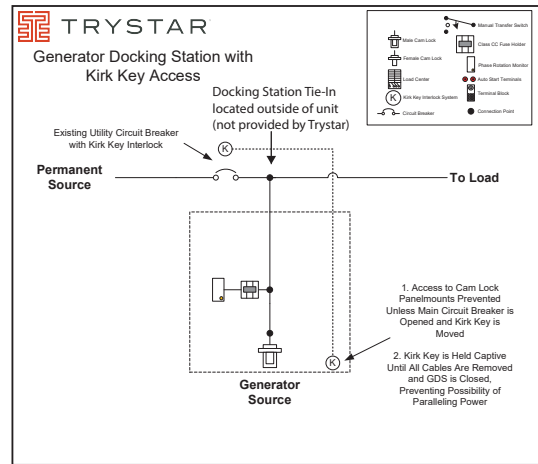 TRYSTAR
Generator Docking Station with
Kirk Key Access
Male Cam Lock
Female Cam Lock
Load Center
K
Kirk Key Interlock System
Circuit Breaker
Manual Transfer Switch
Class CC Fuse Holder
Phase Rotation Monitor
Auto Start Terminals
Terminal Block
Connection Point
Docking Station Tie-In
located outside of unit
(not provided by Trystar)
Existing Utility Circuit Breaker
with Kirk Key Interlock
K
Permanent
Source
To Load
1. Access to Cam Lock
Panelmounts Prevented
Unless Main Circuit Breaker is
Opened and Kirk Key is
Moved
2. Kirk Key is Held Captive
Until All Cables Are Removed
and GDS is Closed,
Preventing Possibility of
Paralleling Power
K
Generator
Source